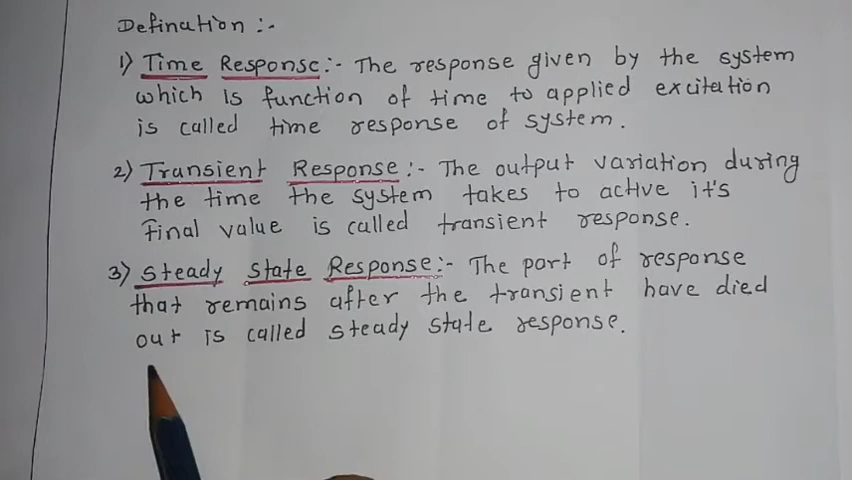 Defination :-
1) Time Response:- The response given by the system
which is function of time to applied excitation
is called time response of system.
2) Transient Response:- The output variation during
the time the system takes to active it's
final value is called transient response.
3) Steady State Response:- The part of response
that remains after the transient have died
out is called steady state response.